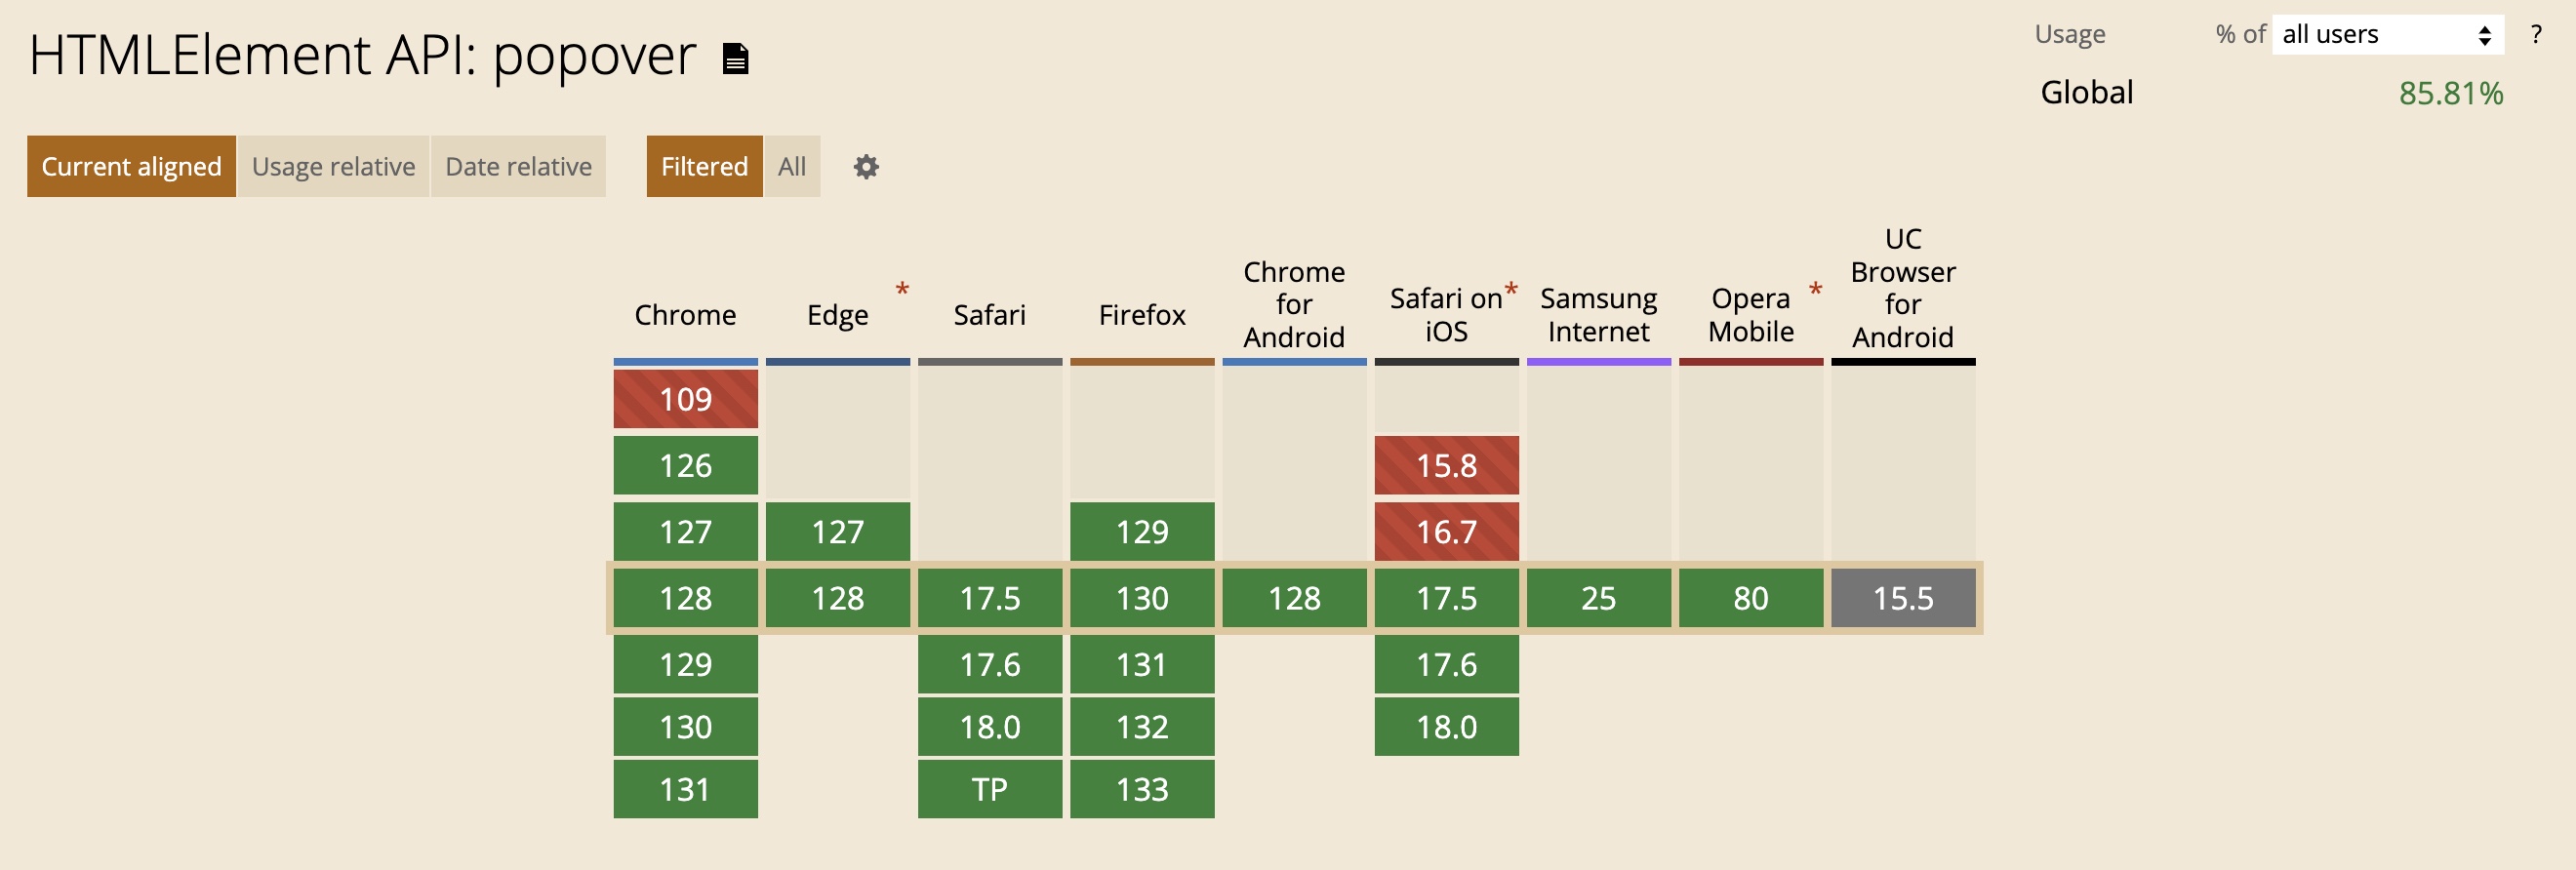 HTMLElement API: popover
Usage % of all users ?
Global 85.81%
Current aligned Usage relative Date relative Filtered All
Chrome
Edge *
Safari
Firefox
Chrome
for
Android
Safari on *
iOS
Samsung
Internet
Opera *
Mobile
UC
Browser
for
Android
109
126 15.8
127 127 129 16.7
128 128 17.5 130 128 17.5 25 80 15.5
129 17.6 131 17.6
130 18.0 132 18.0
131 TP 133